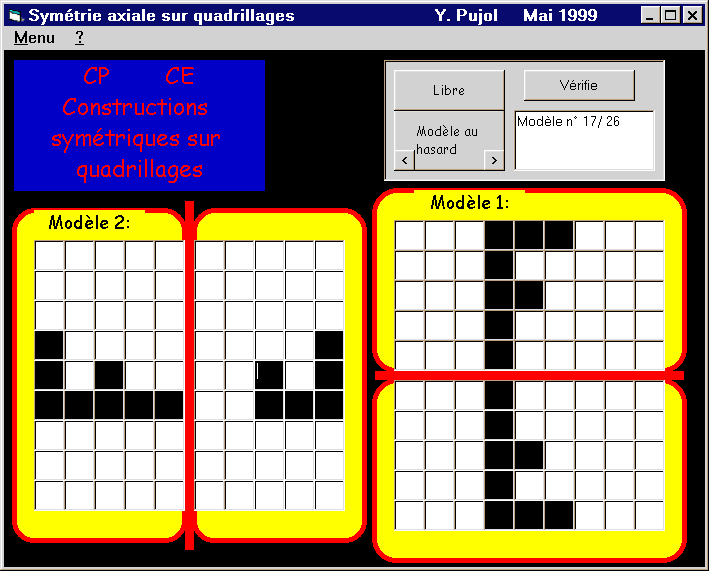 Symétrie axiale sur quadrillages Y. Pujol Mai 1999
Menu ?
CP CE
Constructions
symétriques sur
quadrillages
Libre
Vérifie
Modèle au
hasard
< >
Modèle n° 17/ 26
Modèle 2:
Modèle 1: